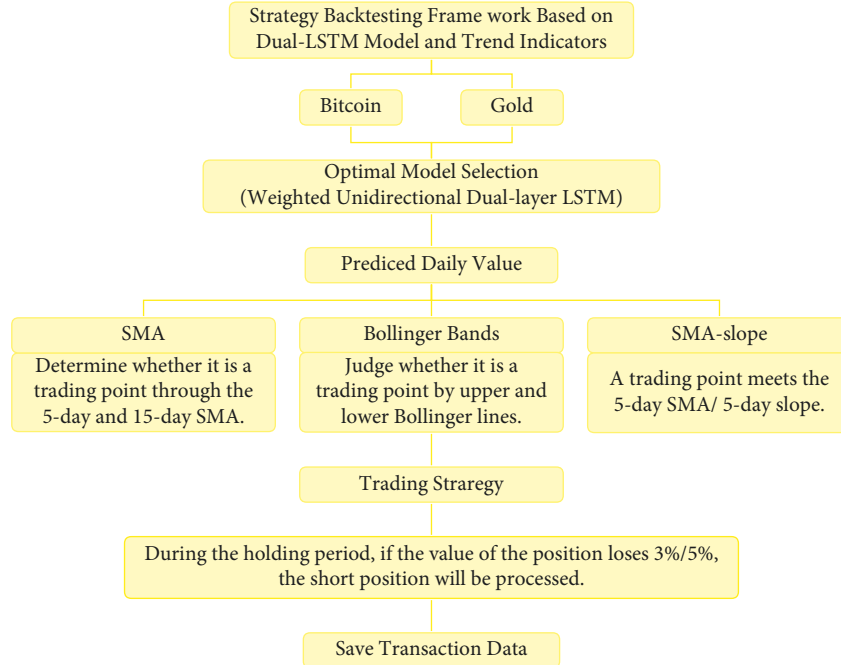 Strategy Backtesting Frame work Based on
Dual-LSTM Model and Trend Indicators
Bitcoin
Gold
Optimal Model Selection
(Weighted Unidirectional Dual-layer LSTM)
Prediced Daily Value
SMA
Determine whether it is a
trading point through the
5-day and 15-day SMA.
Bollinger Bands
Judge whether it is a
trading point by upper and
lower Bollinger lines.
SMA-slope
A trading point meets the
5-day SMA/ 5-day slope.
Trading Straregy
During the holding period, if the value of the position loses 3%/5%,
the short position will be processed.
Save Transaction Data